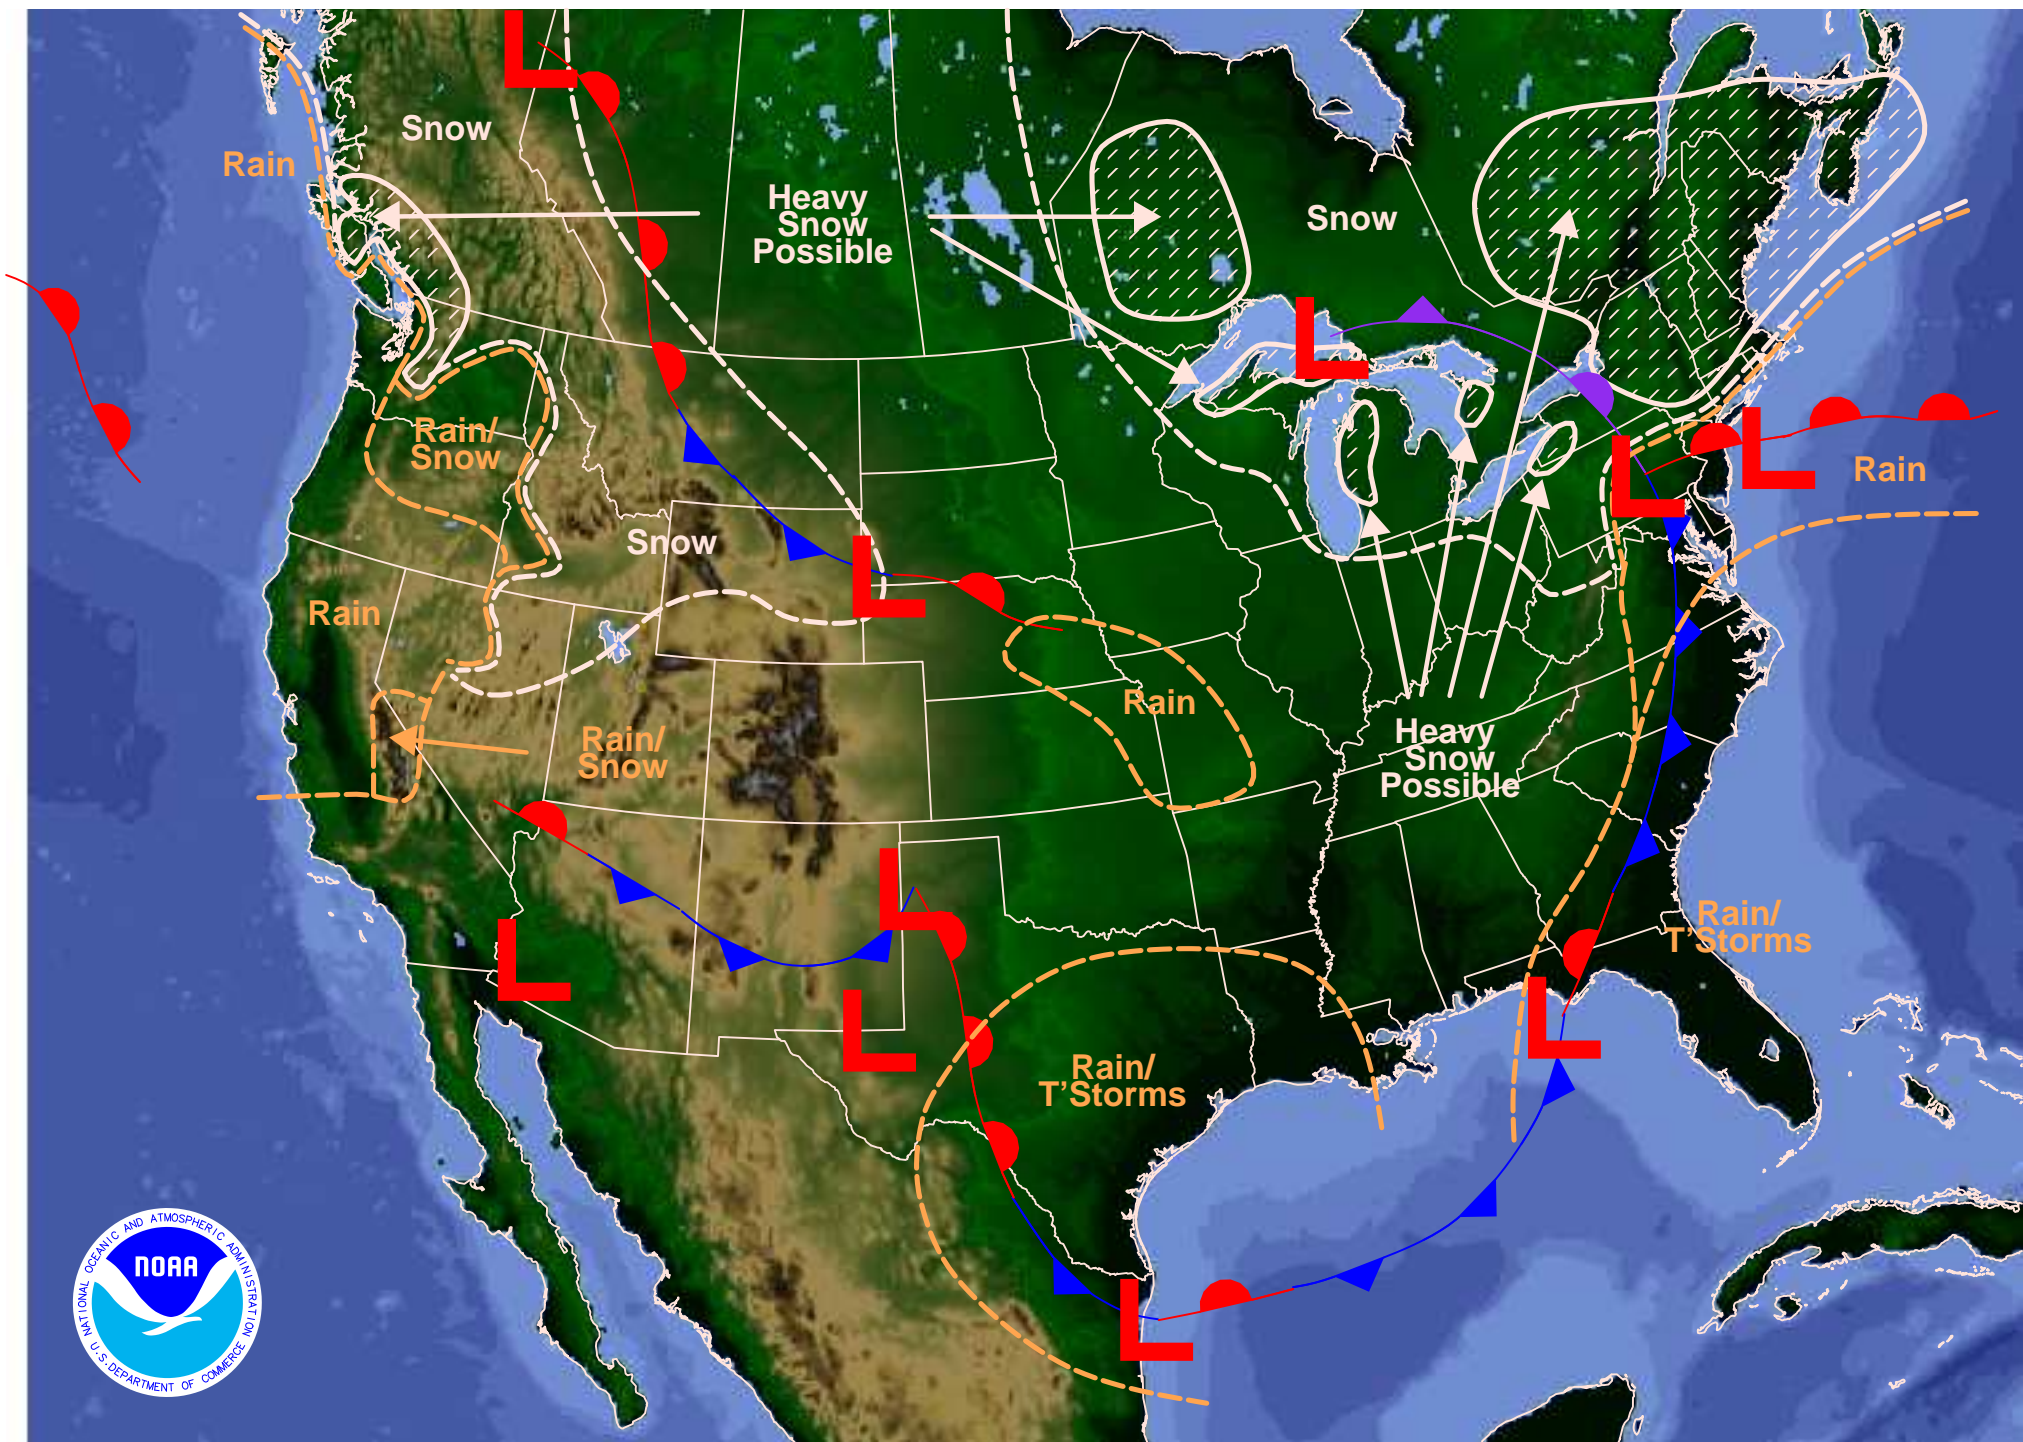 L
Snow
Rain
Heavy
Snow
Possible
Snow
L
Rain/
Snow
L
L
Rain
Snow
L
Rain
Rain
Rain/
Snow
Heavy
Snow
Possible
L
L
Rain/
T'Storms
L
L
Rain/
T'Storms
L
NATIONAL OCEANIC AND ATMOSPHERIC ADMINISTRATION
NOAA
U.S. DEPARTMENT OF COMMERCE